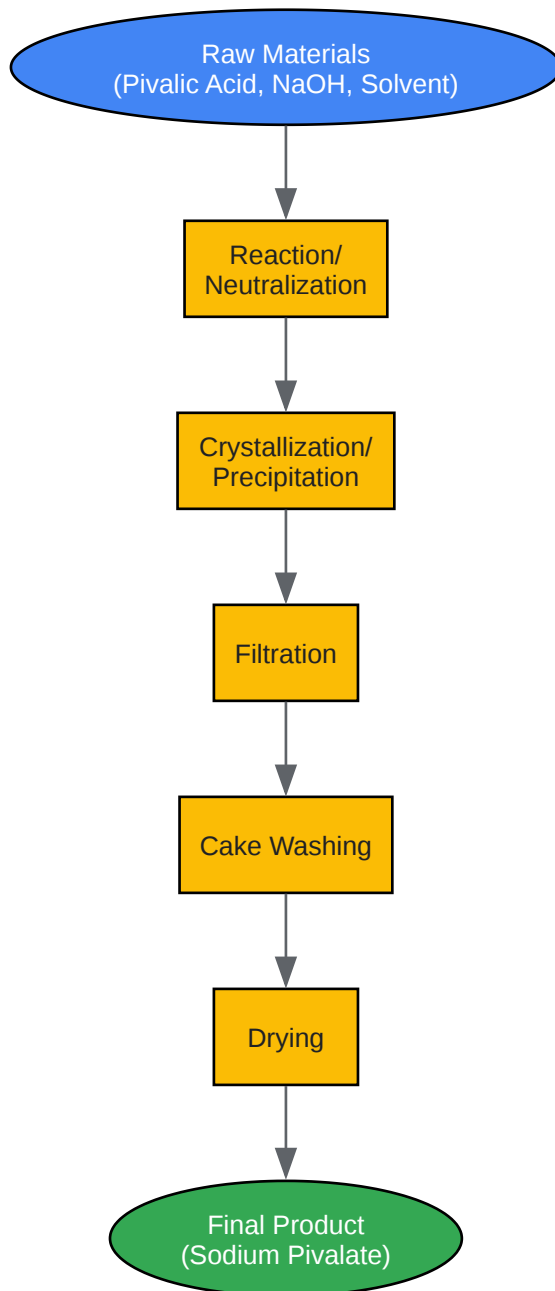 Raw Materials
(Pivalic Acid, NaOH, Solvent)
Reaction/
Neutralization
Crystallization/
Precipitation
Filtration
Cake Washing
Drying
Final Product
(Sodium Pivalate)